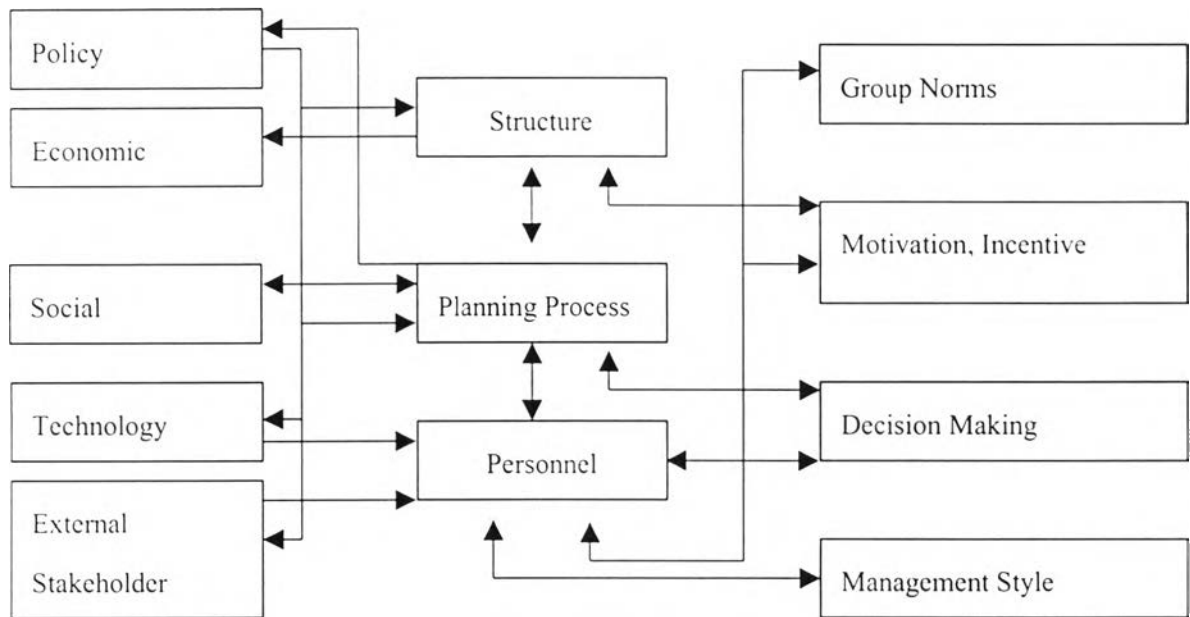 Policy
Economic
Social
Technology
External
Stakeholder
Structure
Planning Process
Personnel
Group Norms
Motivation, Incentive
Decision Making
Management Style